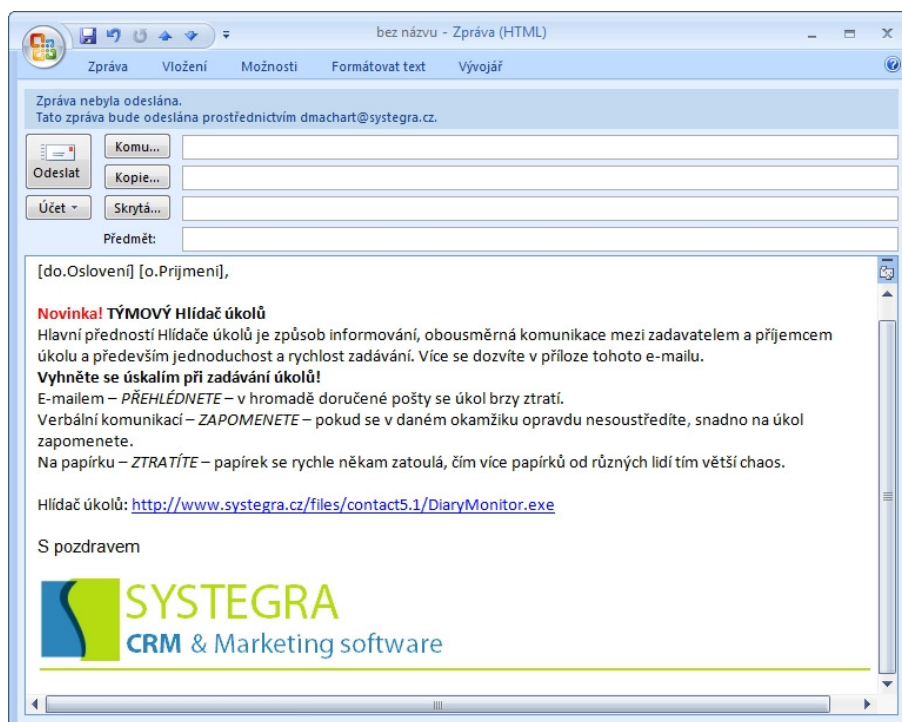 bez názvu - Zpráva (HTML)
Zpráva Vložení Možnosti Formátovat text Vývojář
Zpráva nebyla odeslána.
Tato zpráva bude odeslána prostřednictvím dmachart@systegra.cz.
Komu...
Odeslat
Kopie...
Účet
Skrytá...
Předmět:
[do.Oslovení] [o.Prijmeni],
Novinka! TÝMOVÝ Hlídač úkolů
Hlavní předností Hlídače úkolů je způsob informování, obousměrná komunikace mezi zadavatelem a příjemcem
úkolu a především jednoduchost a rychlost zadávání. Více se dozvíte v příloze tohoto e-mailu.
Vyhněte se úskalím při zadávání úkolů!
E-mailem – PŘEHLÉDNETE – v hromadě doručené pošty se úkol brzy ztratí.
Verbální komunikací – ZAPOMENETE – pokud se v daném okamžiku opravdu nesoustředíte, snadno na úkol
zapomenete.
Na papírku – ZTRATÍTE – papírek se rychle někam zatoulá, čím více papírků od různých lidí tím větší chaos.
Hlídač úkolů: http://www.systegra.cz/files/contact5.1/DiaryMonitor.exe
S pozdravem
SYSTEGRA
CRM & Marketing software